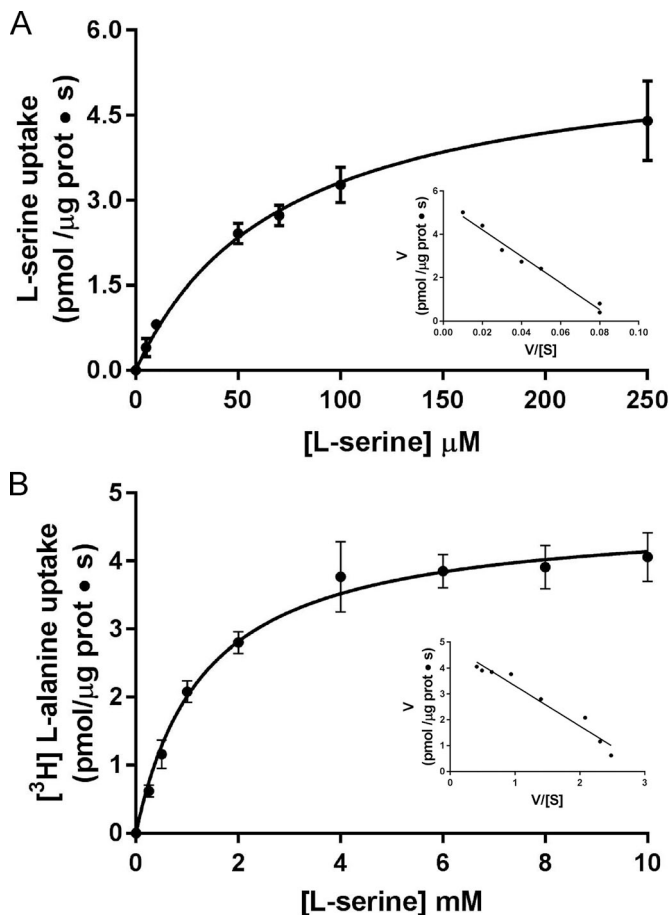 A
L-serine uptake
(pmol /µg prot • s)
6.0
4.5
3.0
1.5
0.0
0 50 100 150 200 250
[L-serine] µM
V
(pmol /µg prot • s)
6
4
2
0
0.00 0.02 0.04 0.06 0.08 0.10
V/[S]
B
[³H] L-alanine uptake
(pmol/µg prot • s)
5
4
3
2
1
0
0 2 4 6 8 10
[L-serine] mM
V
(pmol /µg prot • s)
5
4
3
2
1
0
0 1 2 3
V/[S]